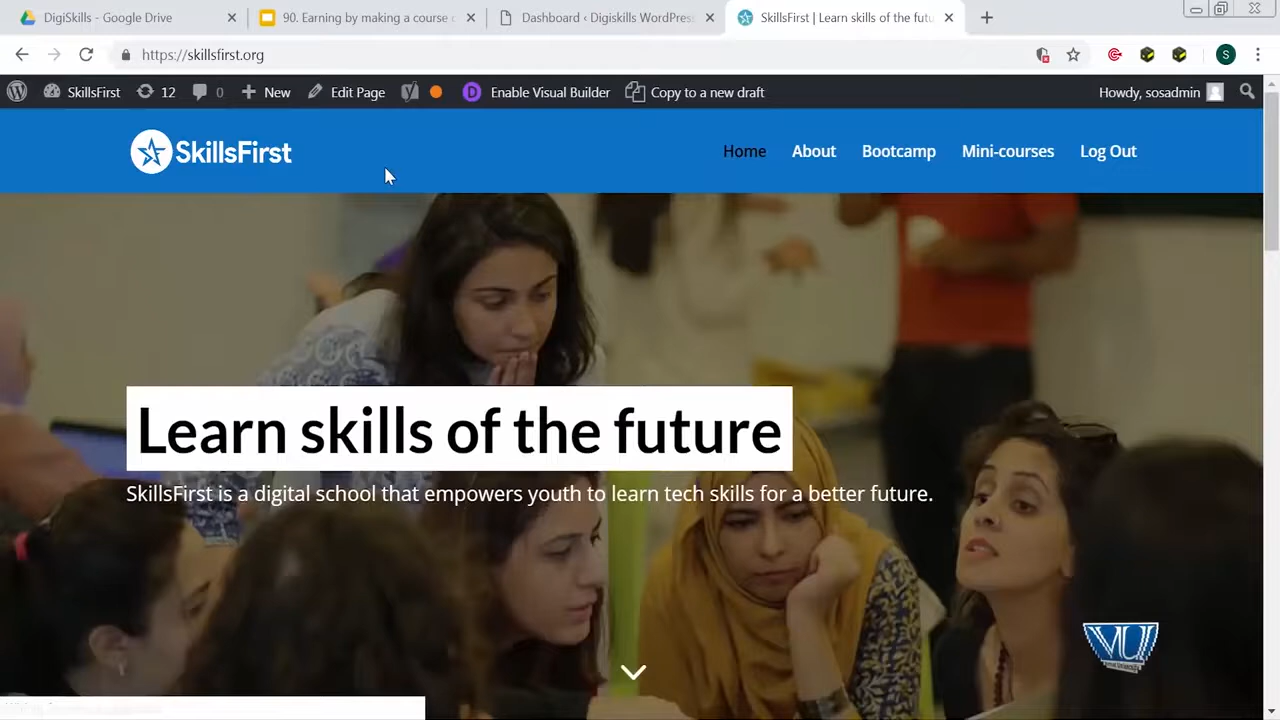 DigiSkills - Google Drive
90. Earning by making a course
Dashboard ‹ Digiskills WordPress
SkillsFirst | Learn skills of the futu
https://skillsfirst.org
S
SkillsFirst
12
0
New
Edit Page
D
Enable Visual Builder
Copy to a new draft
Howdy, sosadmin
SkillsFirst
Home
About
Bootcamp
Mini-courses
Log Out
Learn skills of the future
SkillsFirst is a digital school that empowers youth to learn tech skills for a better future.
VU